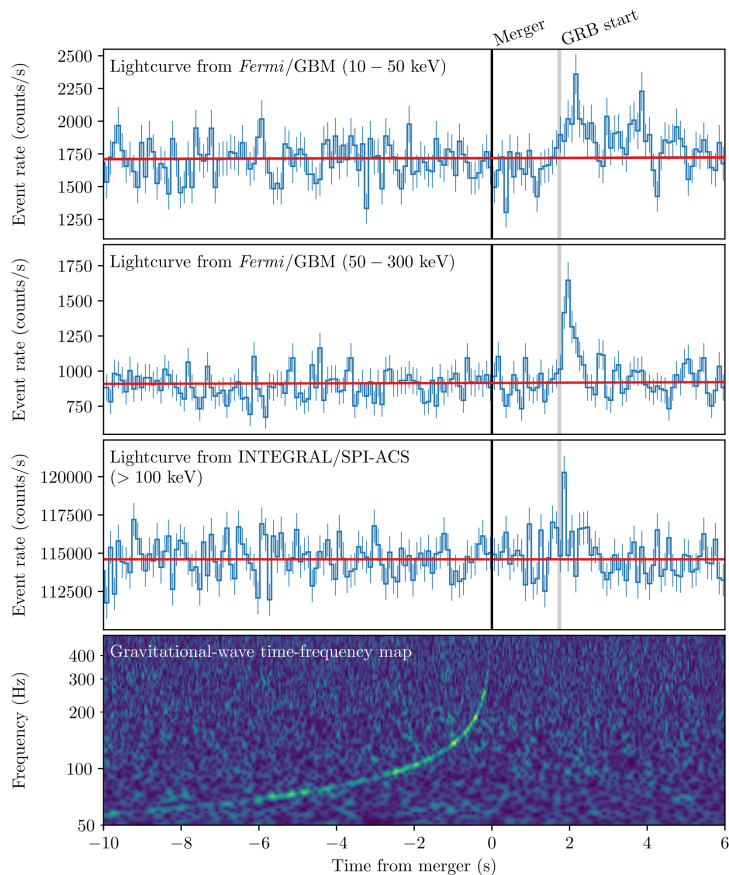 Merger
GRB start
Lightcurve from Fermi/GBM (10 − 50 keV)
Event rate (counts/s)
2500
2250
2000
1750
1500
1250
Lightcurve from Fermi/GBM (50 − 300 keV)
Event rate (counts/s)
1750
1500
1250
1000
750
Lightcurve from INTEGRAL/SPI-ACS
(> 100 keV)
Event rate (counts/s)
120000
117500
115000
112500
Gravitational-wave time-frequency map
Frequency (Hz)
400
300
200
100
50
−10 −8 −6 −4 −2 0 2 4 6
Time from merger (s)